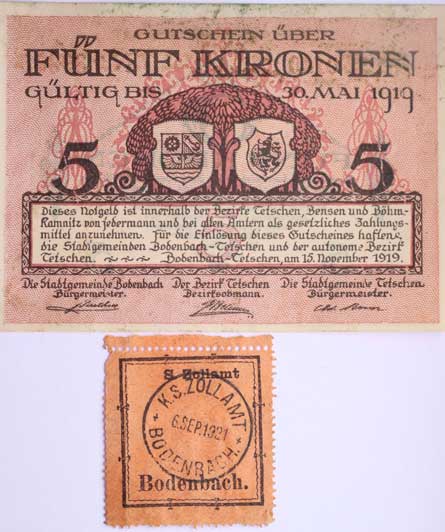 GUTSCHEIN ÜBER
FÜNF KRONEN
GÜLTIG BIS 30. MAI 1919
5 5
Dieses Notgeld ist innerhalb der Bezirke Tetschen, Bensen und Böhm.-
Kamnitz von jedermann und bei allen Ämtern als gesetzliches Zahlungs-
mittel anzunehmen. Für die Einlösung dieses Gutscheines haften:
die Stadtgemeinden Bodenbach-Tetschen und der autonome Bezirk
Tetschen. ~ ~ ~ Bodenbach-Tetschen, am 15. November 1919.
Die Stadtgemeinde Bodenbach Der Bezirk Tetschen Die Stadtgemeinde Tetschen
Bürgermeister. Bezirksobmann. Bürgermeister.
S. Zollamt
K.S. ZOLLAMT
6.SEP.1921
BODENBACH.
Bodenbach.